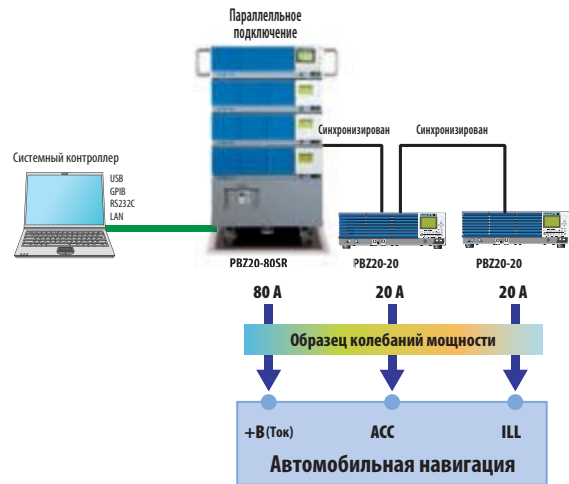 Параллелльное
подключение
Синхронизирован
Синхронизирован
Системный контроллер
USB
GPIB
RS232C
LAN
PBZ20-80SR
PBZ20-20
PBZ20-20
80 A
20 A
20 A
Образец колебаний мощности
+B (Ток)
ACC
ILL
Автомобильная навигация